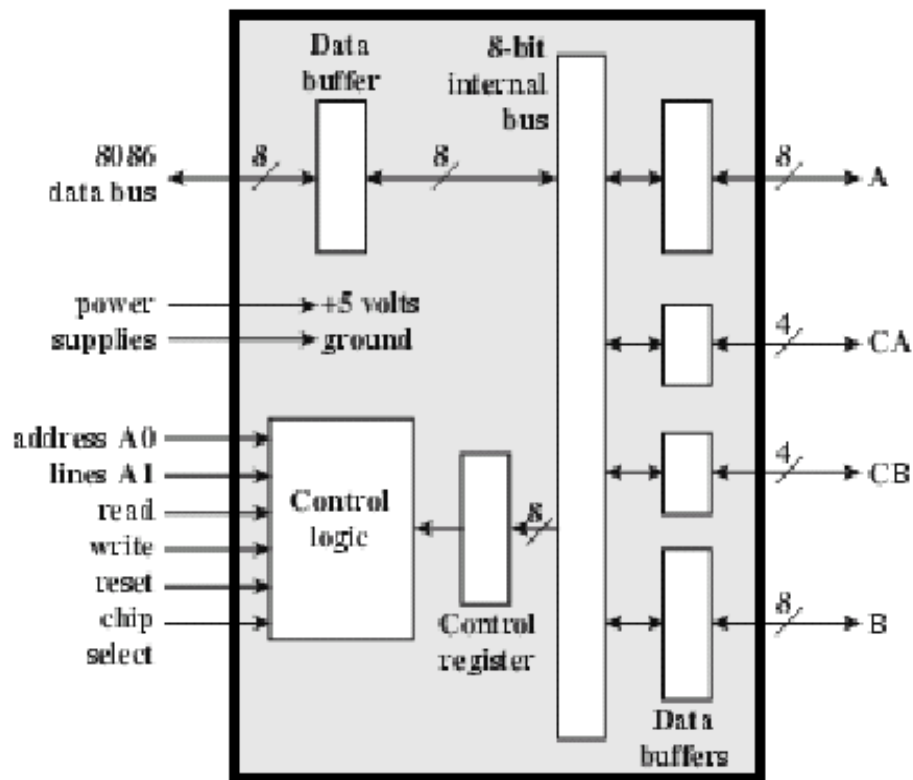 Data
buffer
8-bit
internal
bus
8086
data bus
8
8
8
A
power
supplies
+5 volts
ground
4
CA
address A0
lines A1
read
write
reset
chip
select
Control
logic
8
Control
register
4
CB
8
B
Data
buffers